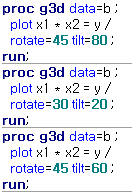 proc g3d data=b ;
plot x1 * x2 = y /
rotate=45 tilt=80 ;
run;
proc g3d data=b ;
plot x1 * x2 = y /
rotate=30 tilt=20 ;
run;
proc g3d data=b ;
plot x1 * x2 = y /
rotate=45 tilt=60 ;
run;